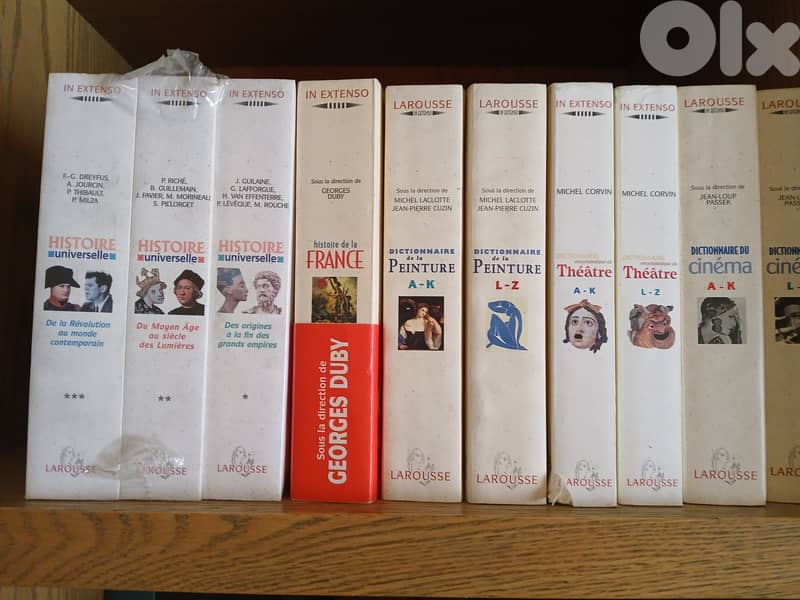 Olx
IN EXTENSO
F.-G. DREYFUS,
A. JOURCIN,
P. THIBAULT,
P. MILZA
HISTOIRE
universelle
De la Révolution
au monde
contemporain
***
LAROUSSE
IN EXTENSO
P. RICHÉ,
B. GUILLEMAIN,
J. FAVIER, M. MORINEAU,
S. PILLORGET
HISTOIRE
universelle
Du Moyen Âge
au siècle
des Lumières
**
LAROUSSE
IN EXTENSO
J. GUILAINE,
G. LAFFORGUE,
H. VAN EFFENTERRE,
P. LÉVÊQUE, M. ROUCHE
HISTOIRE
universelle
Des origines
à la fin des
grands empires
*
LAROUSSE
IN EXTENSO
Sous la direction de
GEORGES
DUBY
histoire de la
FRANCE
Sous la direction de
GEORGES DUBY
LAROUSSE
Sous la direction de
MICHEL LACLOTTE
JEAN-PIERRE CUZIN
DICTIONNAIRE
de la
PEINTURE
A - K
LAROUSSE
LAROUSSE
Sous la direction de
MICHEL LACLOTTE
JEAN-PIERRE CUZIN
DICTIONNAIRE
de la
PEINTURE
L - Z
LAROUSSE
IN EXTENSO
MICHEL CORVIN
DICTIONNAIRE
encyclopédique du
Théâtre
A - K
LAROUSSE
IN EXTENSO
MICHEL CORVIN
DICTIONNAIRE
encyclopédique du
Théâtre
L - Z
LAROUSSE
LAROUSSE
Sous la direction de
JEAN-LOUP
PASSEK
DICTIONNAIRE DU
cinéma
A - K
LAROUSSE